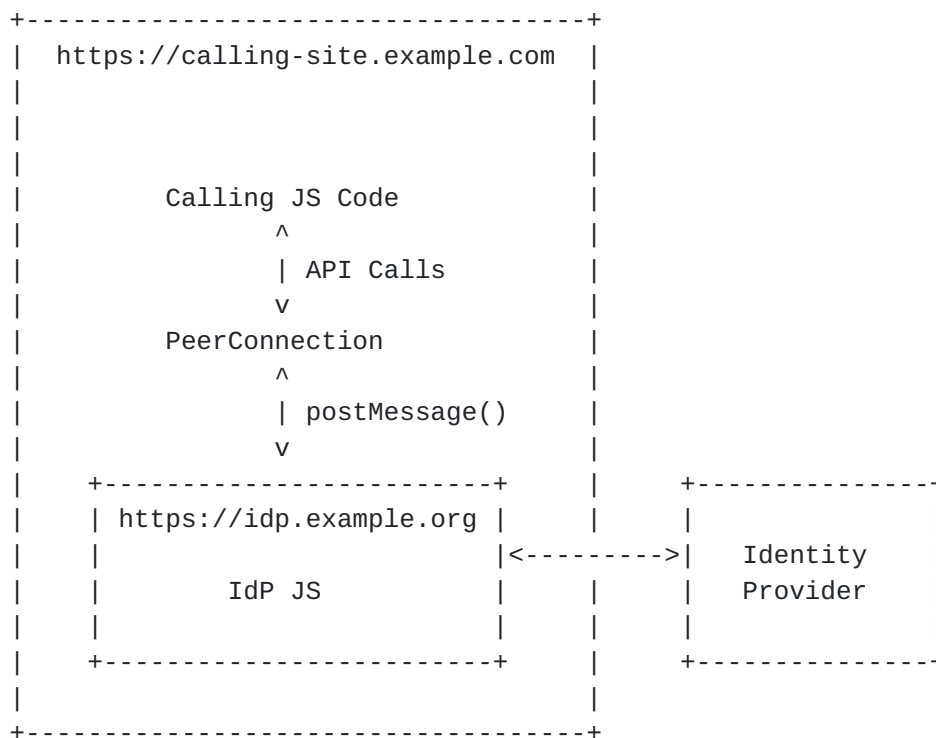 https://calling-site.example.com
Calling JS Code
API Calls
PeerConnection
postMessage()
https://idp.example.org
Identity
IdP JS Provider